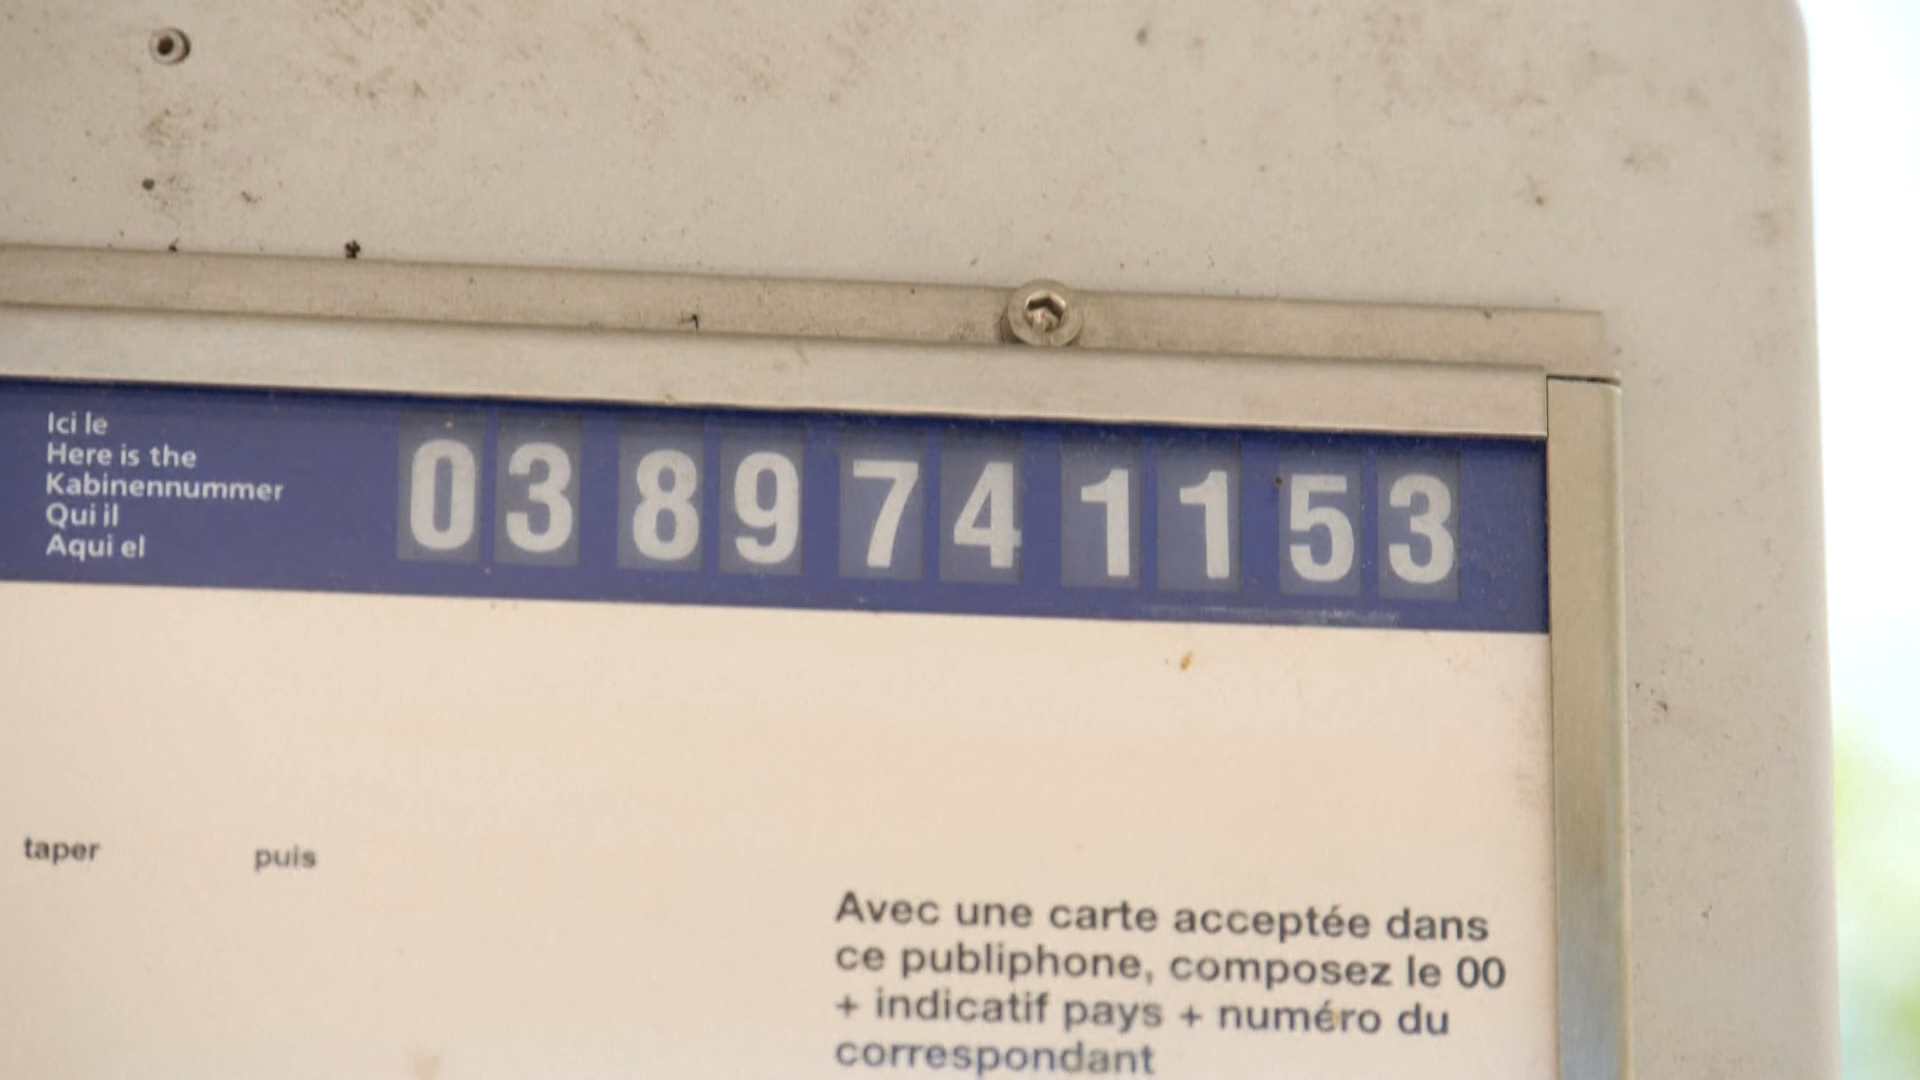 Ici le
Here is the
Kabinennummer
Qui il
Aqui el
03 89 74 11 53
taper puis
Avec une carte acceptée dans
ce publiphone, composez le 00
+ indicatif pays + numéro du
correspondant